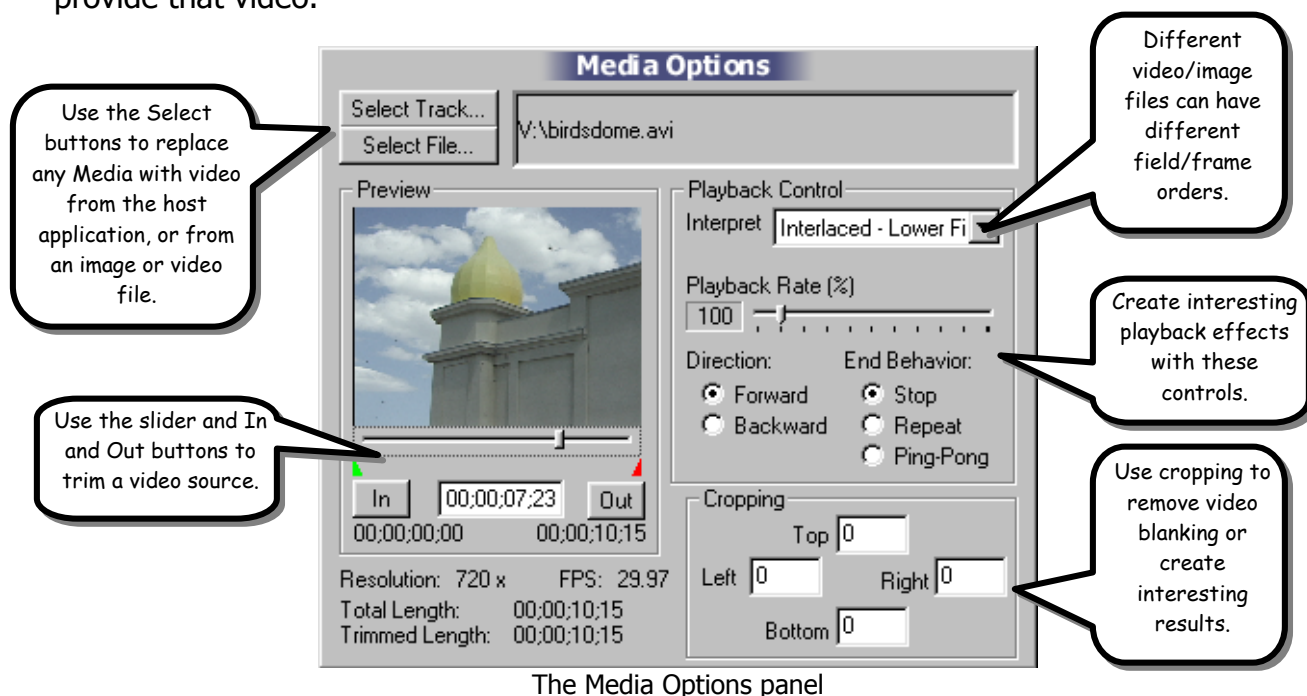 provide that video.
Media Options
Use the Select
buttons to replace
any Media with video
from the host
application, or from
an image or video
file.
Select Track...
Select File...
V:\birdsdome.avi
Different
video/image
files can have
different
field/frame
orders.
Preview
Playback Control
Interpret
Interlaced - Lower Fi
Playback Rate (%)
100
Direction:
Forward
Backward
End Behavior:
Stop
Repeat
Ping-Pong
Create interesting
playback effects
with these
controls.
Use the slider and In
and Out buttons to
trim a video source.
In
00;00;07;23
Out
00;00;00;00
00;00;10;15
Cropping
Top 0
Left 0
Right 0
Bottom 0
Use cropping to
remove video
blanking or
create
interesting
results.
Resolution: 720 x
FPS: 29.97
Total Length: 00;00;10;15
Trimmed Length: 00;00;10;15
The Media Options panel